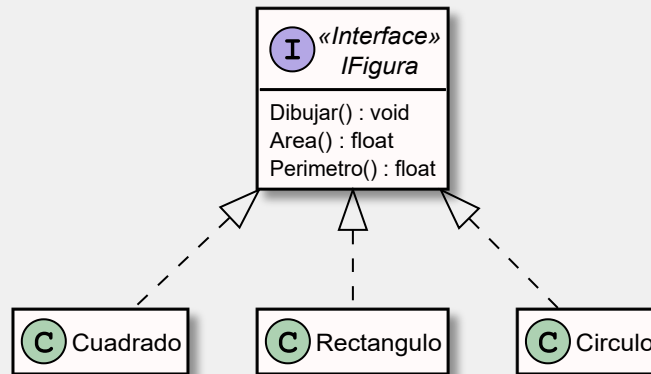 I «Interface»
IFigura
Dibujar() : void
Area() : float
Perimetro() : float
C Cuadrado
C Rectangulo
C Circulo